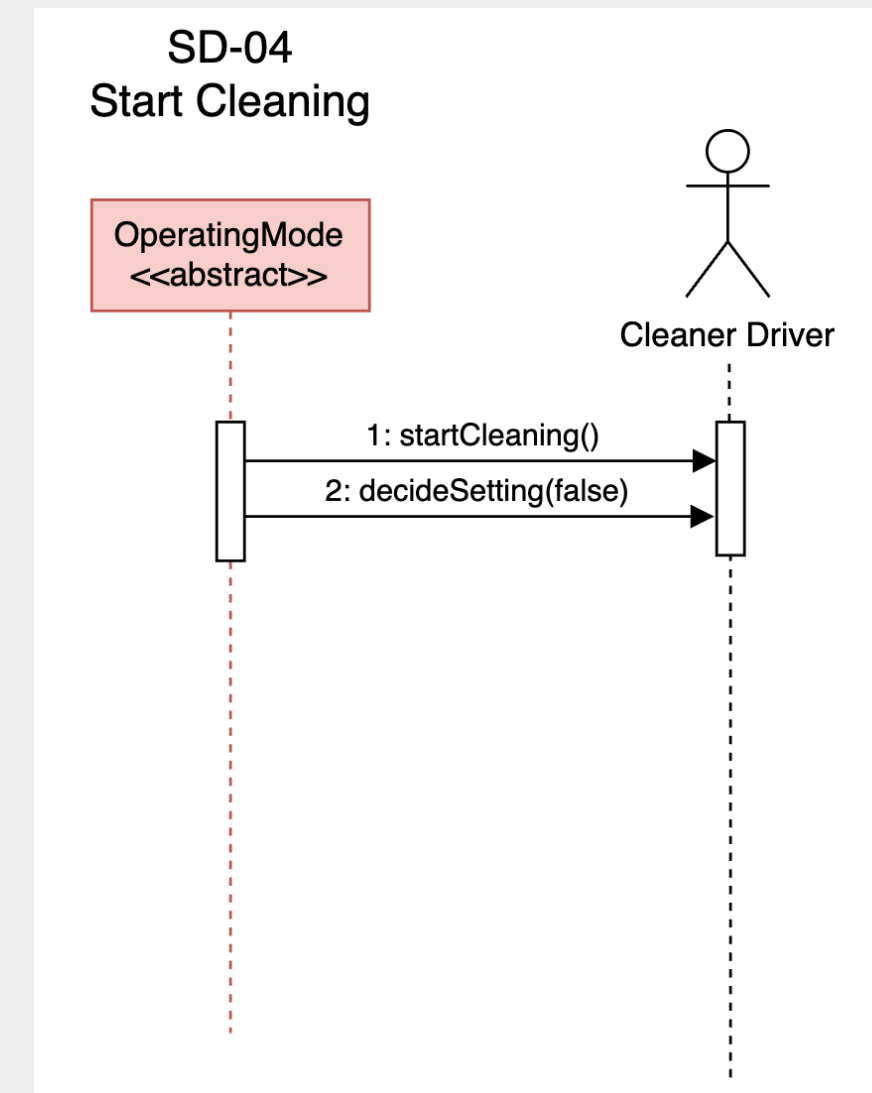 SD-04
Start Cleaning
OperatingMode
<<abstract>>
Cleaner Driver
1: startCleaning()
2: decideSetting(false)